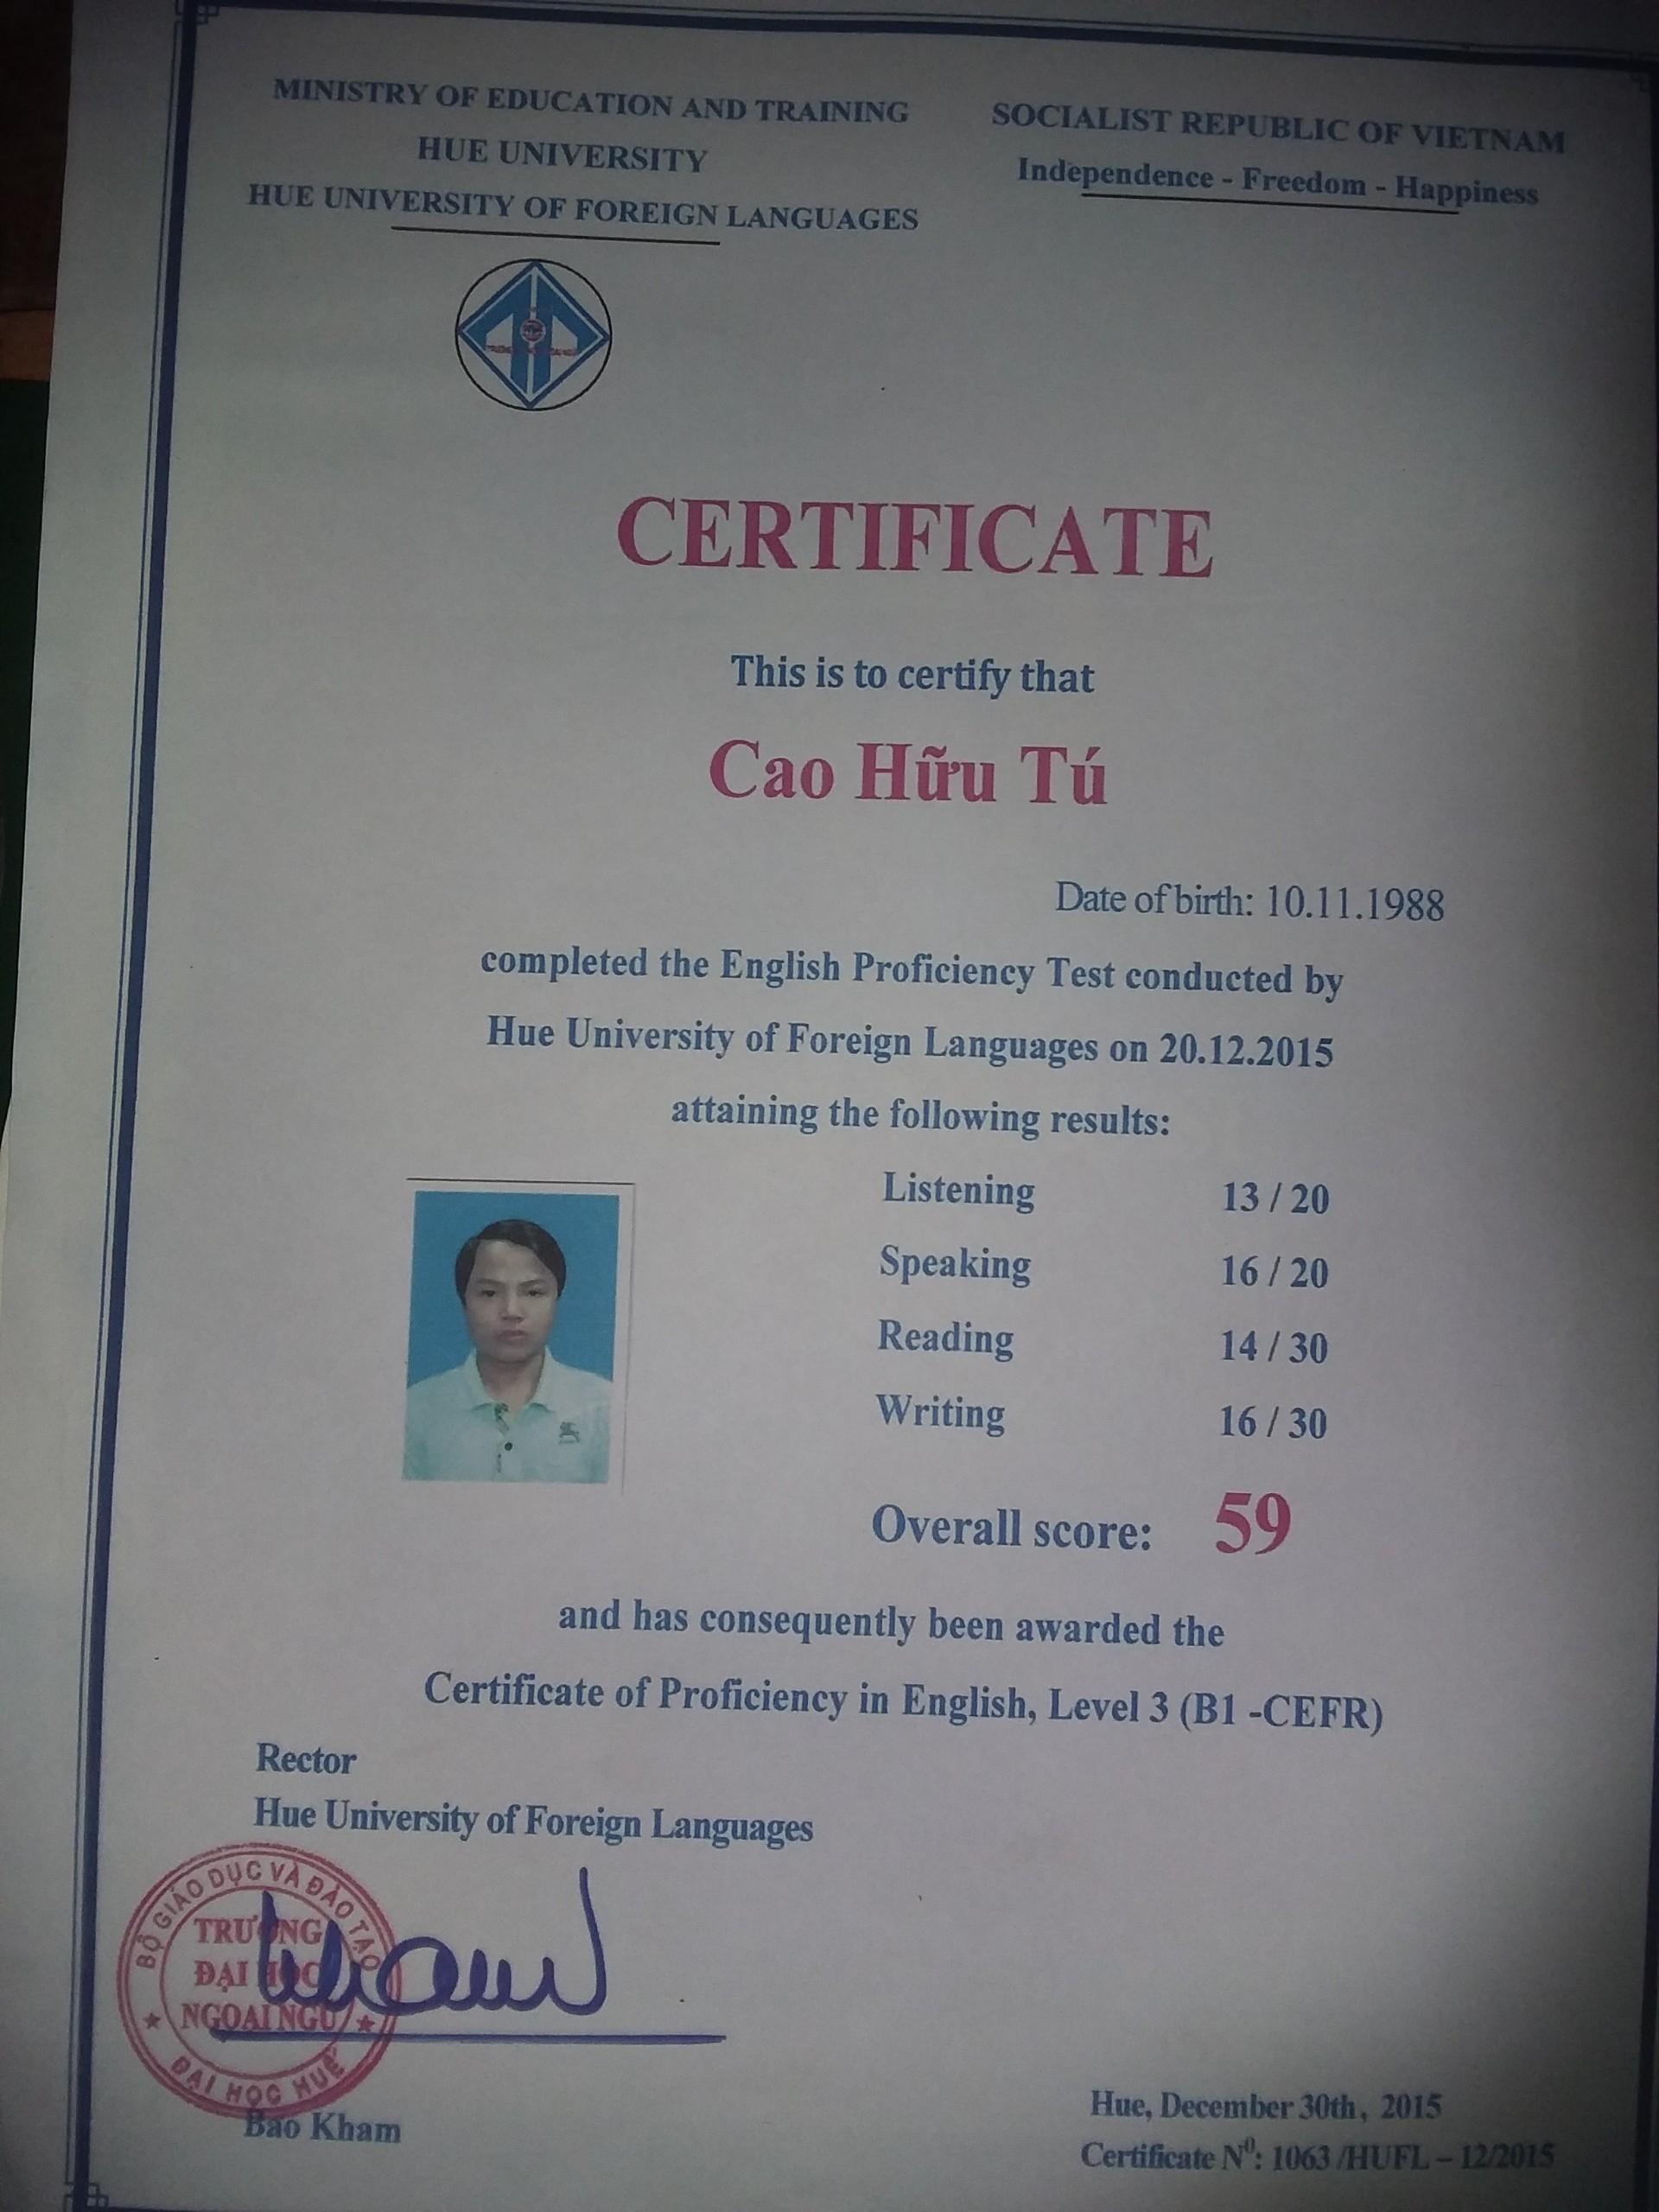 MINISTRY OF EDUCATION AND TRAINING
HUE UNIVERSITY
HUE UNIVERSITY OF FOREIGN LANGUAGES
SOCIALIST REPUBLIC OF VIETNAM
Independence - Freedom - Happiness
CERTIFICATE
This is to certify that
Cao Hữu Tú
Date of birth: 10.11.1988
completed the English Proficiency Test conducted by
Hue University of Foreign Languages on 20.12.2015
attaining the following results:
Listening 13 / 20
Speaking 16 / 20
Reading 14 / 30
Writing 16 / 30
Overall score: 59
and has consequently been awarded the
Certificate of Proficiency in English, Level 3 (B1 -CEFR)
Rector
Hue University of Foreign Languages
BỘ GIÁO DỤC VÀ ĐÀO TẠO
TRƯỜNG
ĐẠI HỌC
NGOẠI NGỮ
ĐẠI HỌC HUẾ
Bao Kham
Hue, December 30th, 2015
Certificate N⁰: 1063 /HUFL – 12/2015